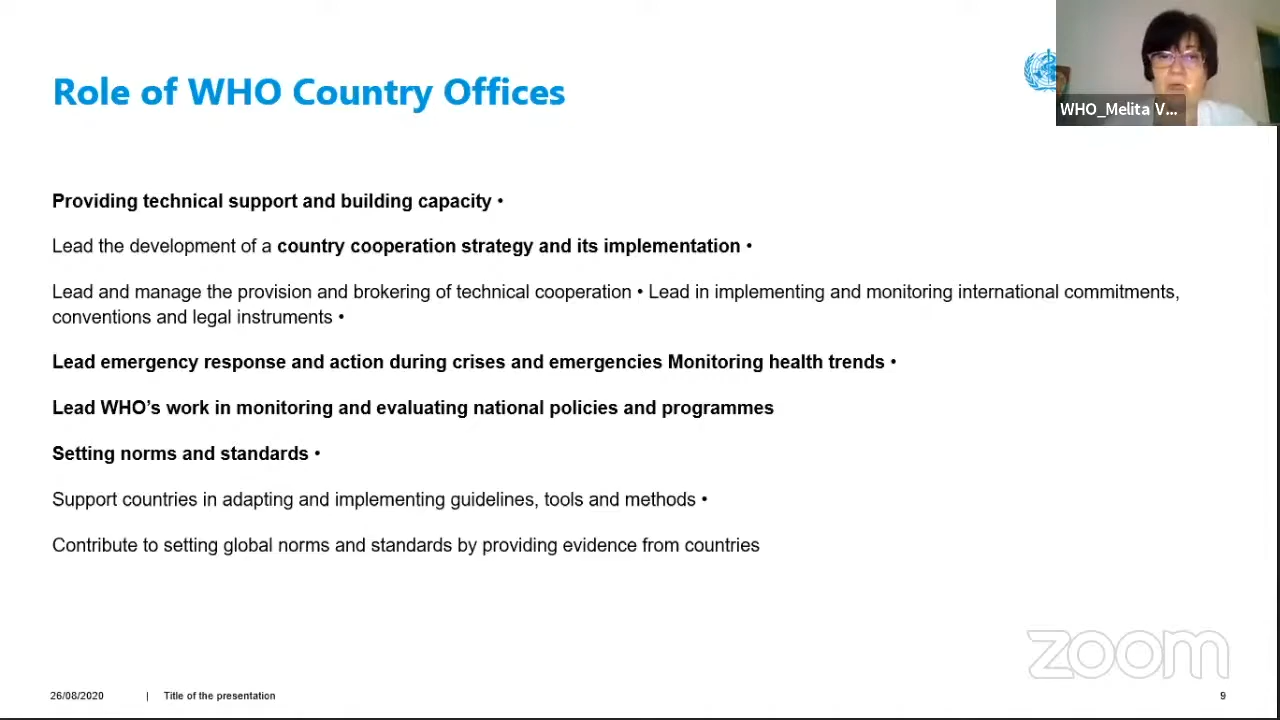 Role of WHO Country Offices
WHO_Melita V...
Providing technical support and building capacity •
Lead the development of a country cooperation strategy and its implementation •
Lead and manage the provision and brokering of technical cooperation • Lead in implementing and monitoring international commitments,
conventions and legal instruments •
Lead emergency response and action during crises and emergencies Monitoring health trends •
Lead WHO’s work in monitoring and evaluating national policies and programmes
Setting norms and standards •
Support countries in adapting and implementing guidelines, tools and methods •
Contribute to setting global norms and standards by providing evidence from countries
zoom
26/08/2020 | Title of the presentation 9